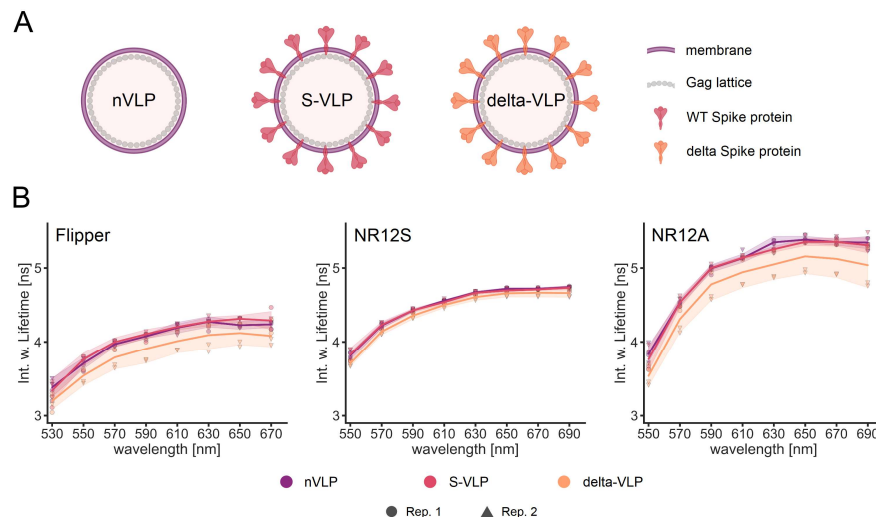 A
nVLP
S-VLP
delta-VLP
membrane
Gag lattice
WT Spike protein
delta Spike protein
B
Int. w. Lifetime [ns]
Flipper
5
4
3
530 550 570 590 610 630 650 670
wavelength [nm]
NR12S
550 570 590 610 630 650 670 690
wavelength [nm]
Int. w. Lifetime [ns]
NR12A
5
4
3
550 570 590 610 630 650 670 690
wavelength [nm]
nVLP S-VLP delta-VLP
Rep. 1 Rep. 2